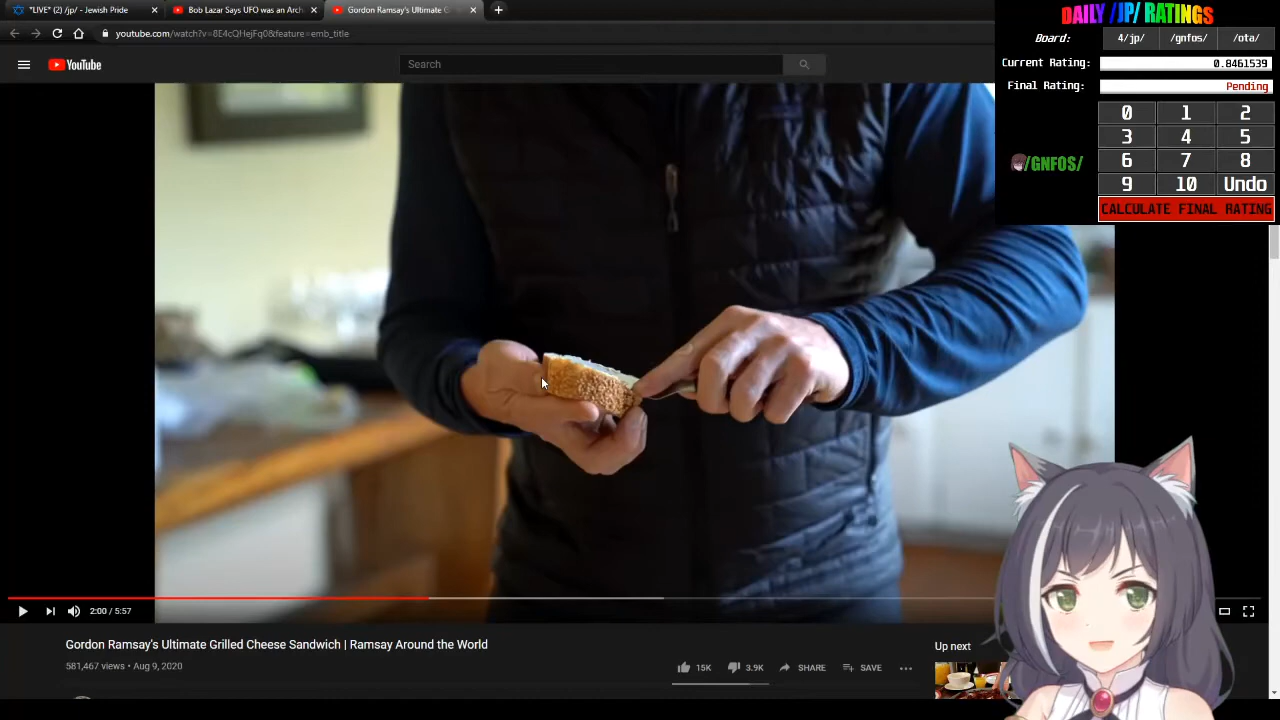 *LIVE* (2) /jp/ - Jewish Pride
Bob Lazar Says UFO was an Arch
Gordon Ramsay's Ultimate G
youtube.com/watch?v=8E4cQHejFq0&feature=emb_title
YouTube
Search
DAILY /JP/ RATINGS
Board: 4/jp/ /gnfos/ /ota/
Current Rating: 0.8461539
Final Rating: Pending
0 1 2
3 4 5
/GNFOS/
6 7 8
9 10 Undo
CALCULATE FINAL RATING
2:00 / 5:57
Gordon Ramsay's Ultimate Grilled Cheese Sandwich | Ramsay Around the World
581,467 views • Aug 9, 2020
15K 3.9K SHARE SAVE
Up next